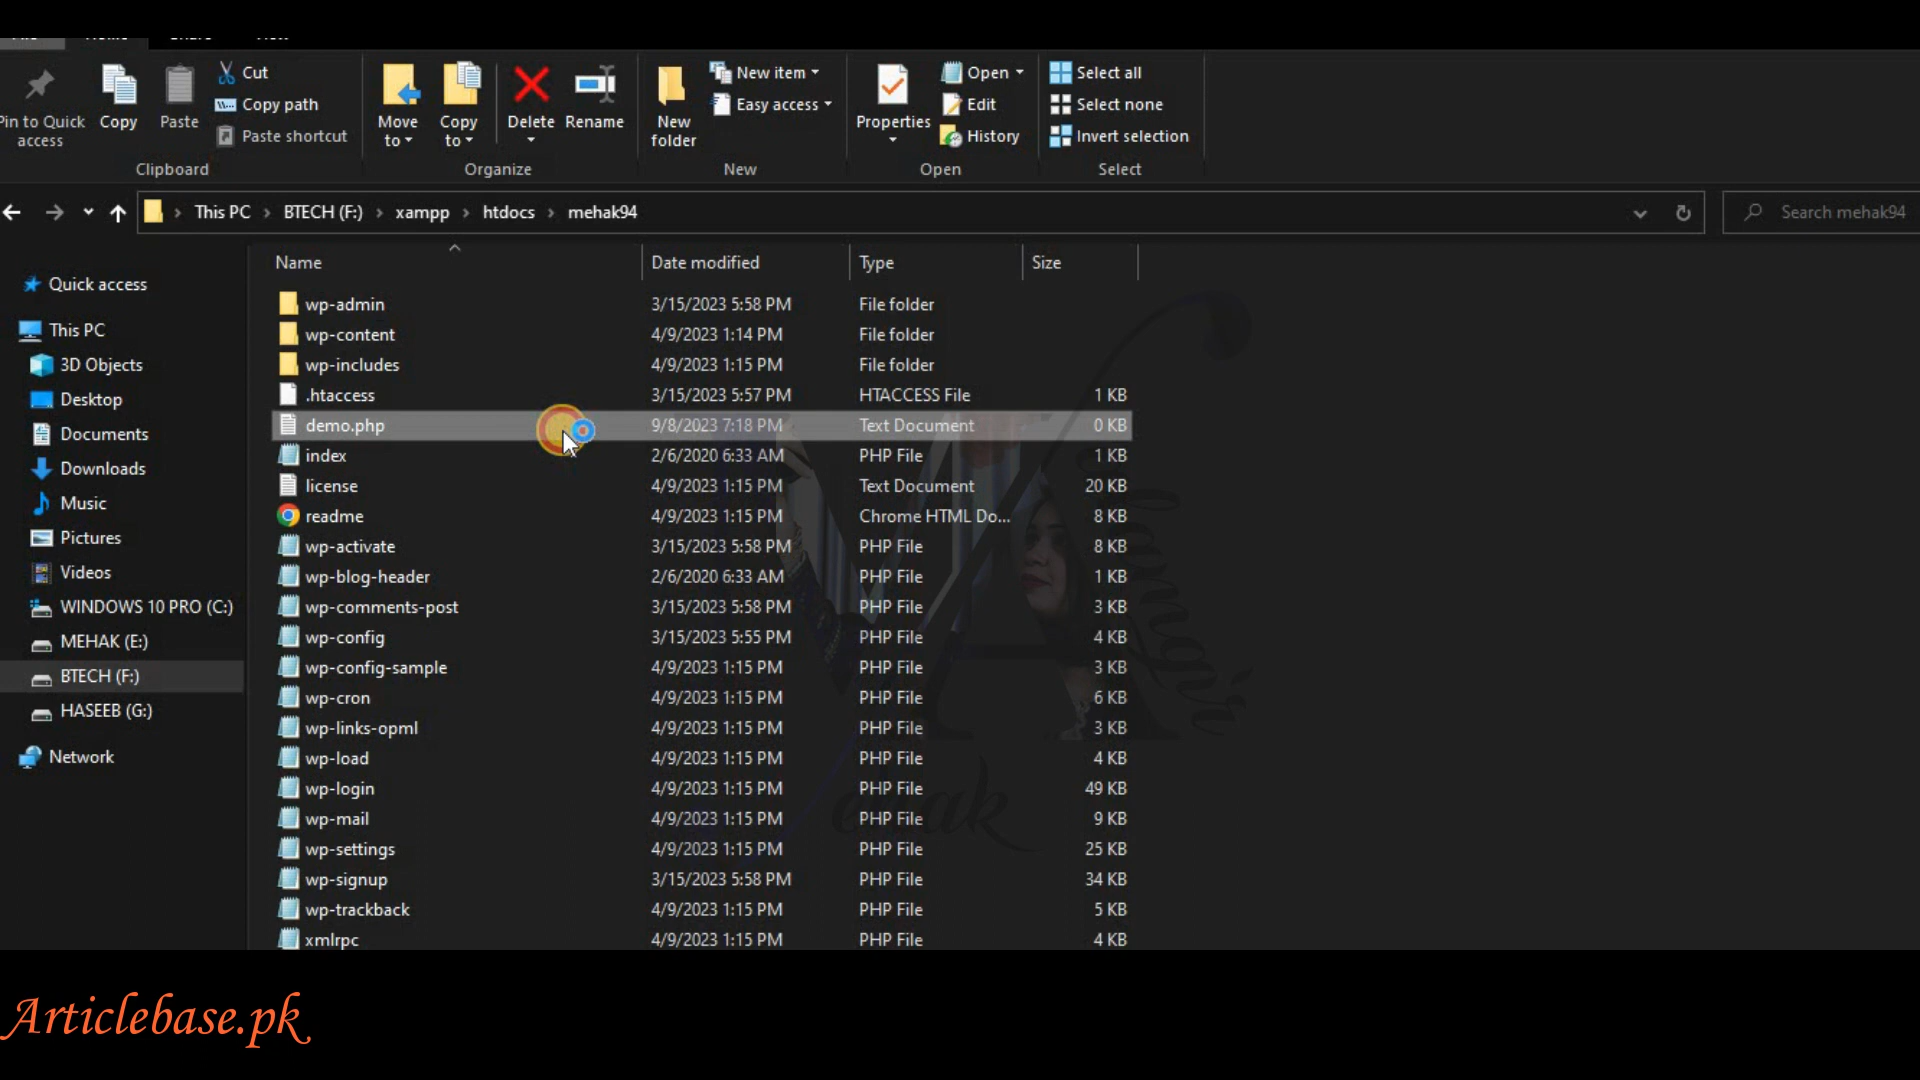 Pin to Quick access
Copy
Paste
Cut
Copy path
Paste shortcut
Clipboard
Move to
Copy to
Delete
Rename
Organize
New folder
New item
Easy access
New
Properties
Open
Edit
History
Open
Select all
Select none
Invert selection
Select
This PC > BTECH (F:) > xampp > htdocs > mehak94
Search mehak94
Quick access
This PC
3D Objects
Desktop
Documents
Downloads
Music
Pictures
Videos
WINDOWS 10 PRO (C:)
MEHAK (E:)
BTECH (F:)
HASEEB (G:)
Network
Name Date modified Type Size
wp-admin 3/15/2023 5:58 PM File folder
wp-content 4/9/2023 1:14 PM File folder
wp-includes 4/9/2023 1:15 PM File folder
.htaccess 3/15/2023 5:57 PM HTACCESS File 1 KB
demo.php 9/8/2023 7:18 PM Text Document 0 KB
index 2/6/2020 6:33 AM PHP File 1 KB
license 4/9/2023 1:15 PM Text Document 20 KB
readme 4/9/2023 1:15 PM Chrome HTML Do... 8 KB
wp-activate 3/15/2023 5:58 PM PHP File 8 KB
wp-blog-header 2/6/2020 6:33 AM PHP File 1 KB
wp-comments-post 3/15/2023 5:58 PM PHP File 3 KB
wp-config 3/15/2023 5:55 PM PHP File 4 KB
wp-config-sample 4/9/2023 1:15 PM PHP File 3 KB
wp-cron 4/9/2023 1:15 PM PHP File 6 KB
wp-links-opml 4/9/2023 1:15 PM PHP File 3 KB
wp-load 4/9/2023 1:15 PM PHP File 4 KB
wp-login 4/9/2023 1:15 PM PHP File 49 KB
wp-mail 4/9/2023 1:15 PM PHP File 9 KB
wp-settings 4/9/2023 1:15 PM PHP File 25 KB
wp-signup 3/15/2023 5:58 PM PHP File 34 KB
wp-trackback 4/9/2023 1:15 PM PHP File 5 KB
xmlrpc 4/9/2023 1:15 PM PHP File 4 KB
Articlebase.pk